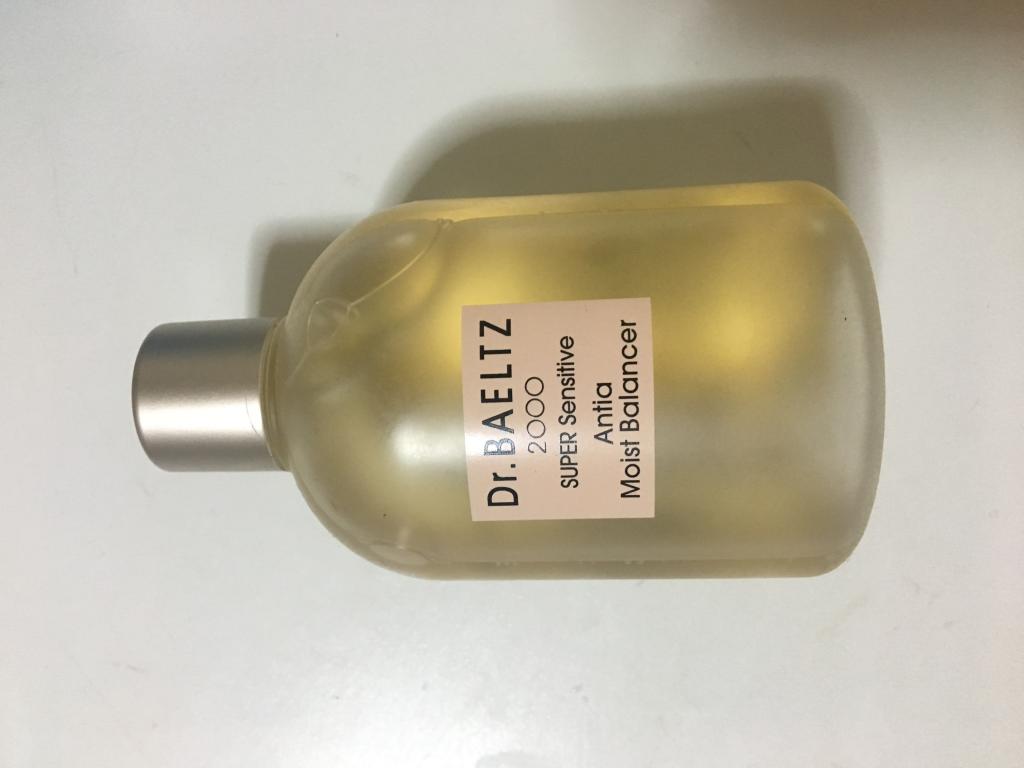 Dr.BAELTZ
2000
SUPER Sensitive
Antia
Moist Balancer